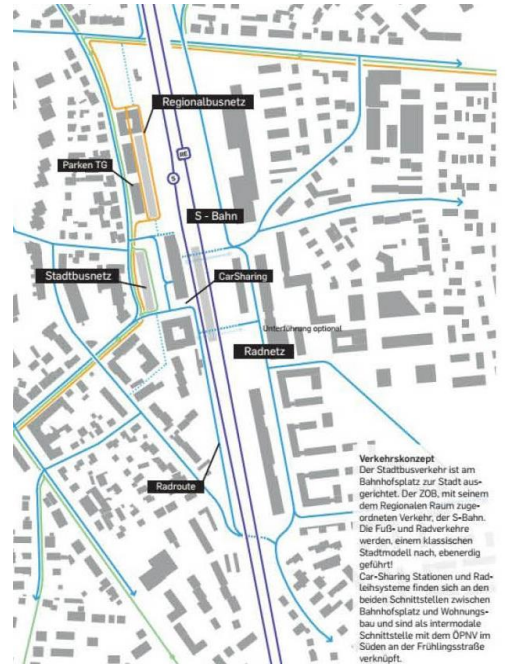 Regionalbusnetz
RE
Parken TG
S
S - Bahn
Stadtbusnetz
CarSharing
Unterführung optional
Radnetz
Radroute
Verkehrskonzept
Der Stadtbusverkehr ist am
Bahnhofsplatz zur Stadt aus-
gerichtet. Der ZOB, mit seinem
dem Regionalen Raum zuge-
ordneten Verkehr, der S-Bahn.
Die Fuß- und Radverkehre
werden, einem klassischen
Stadtmodell nach, ebenerdig
geführt!
Car-Sharing Stationen und Rad-
leihsysteme finden sich an den
beiden Schnittstellen zwischen
Bahnhofsplatz und Wohnungs-
bau und sind als intermodale
Schnittstelle mit dem ÖPNV im
Süden an der Frühlingsstraße
verknüpft.